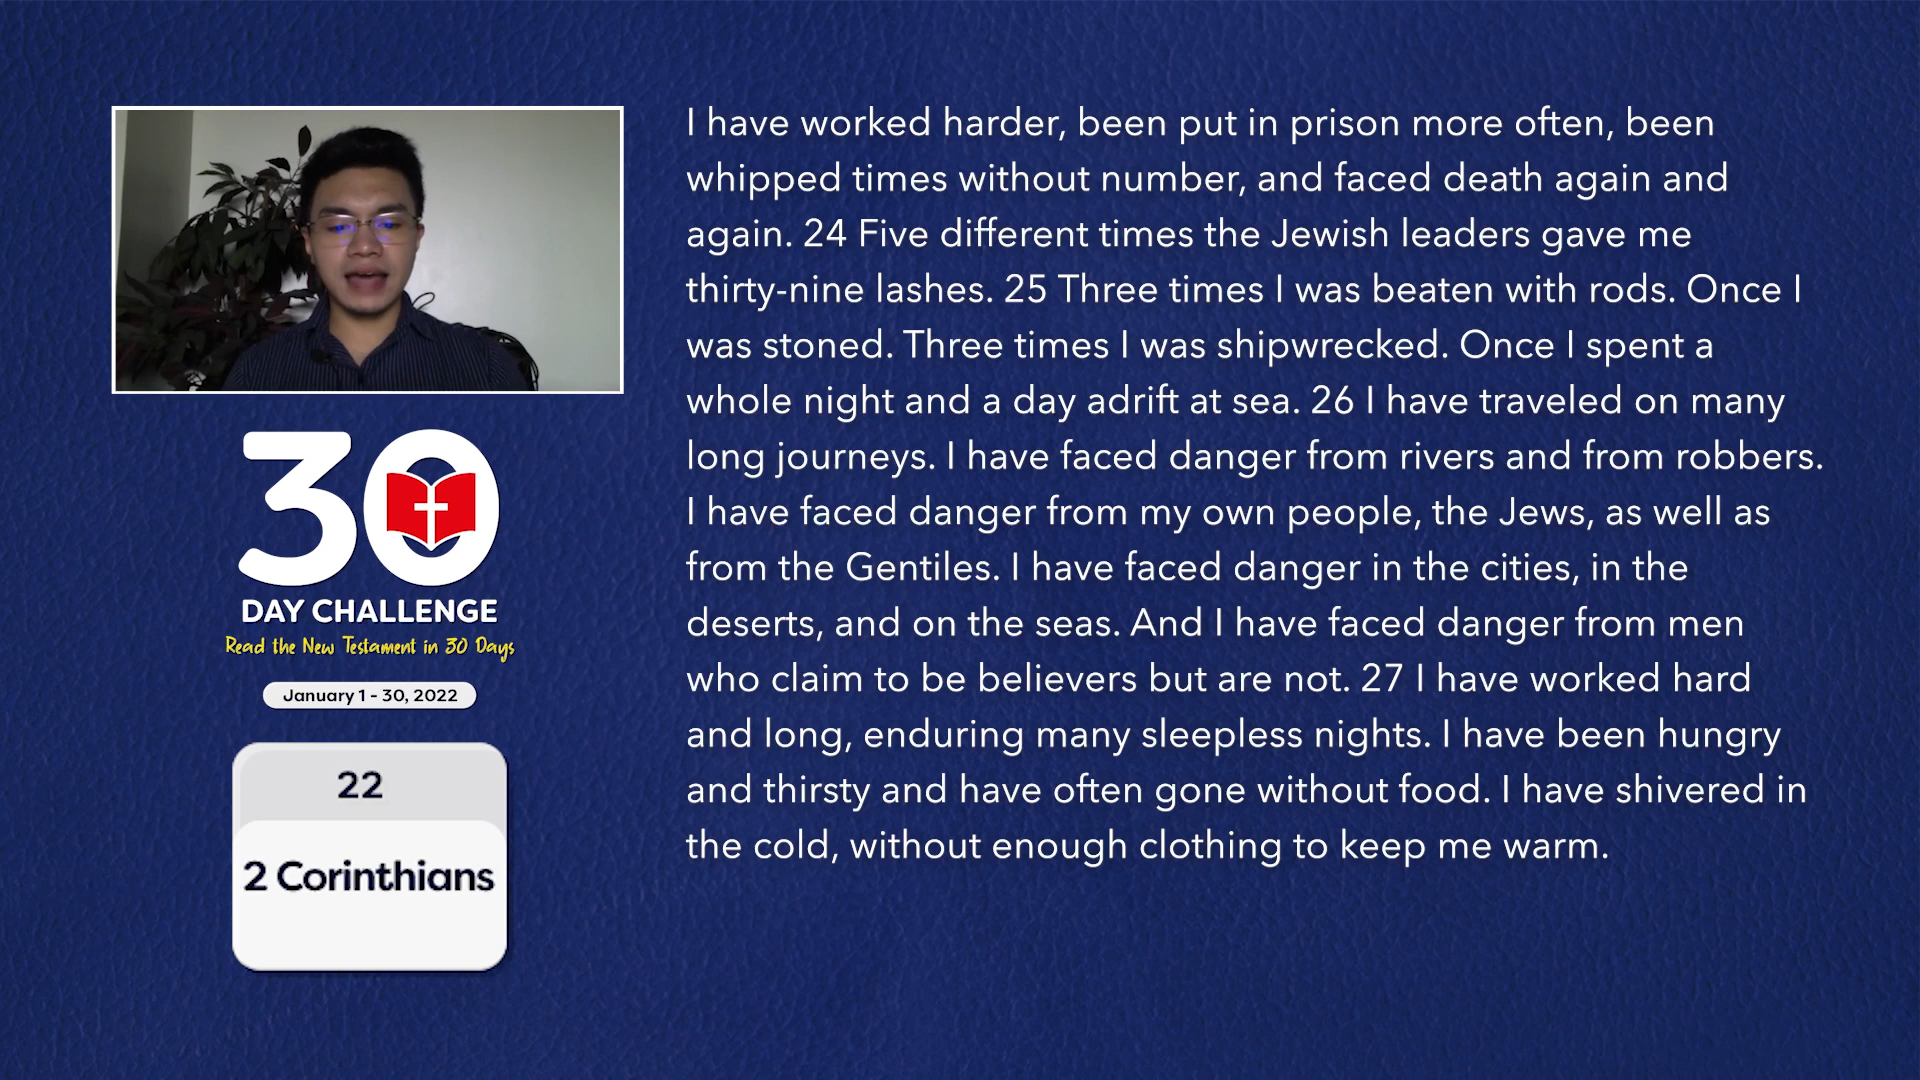 I have worked harder, been put in prison more often, been
whipped times without number, and faced death again and
again. 24 Five different times the Jewish leaders gave me
thirty-nine lashes. 25 Three times I was beaten with rods. Once I
was stoned. Three times I was shipwrecked. Once I spent a
whole night and a day adrift at sea. 26 I have traveled on many
long journeys. I have faced danger from rivers and from robbers.
I have faced danger from my own people, the Jews, as well as
from the Gentiles. I have faced danger in the cities, in the
deserts, and on the seas. And I have faced danger from men
who claim to be believers but are not. 27 I have worked hard
and long, enduring many sleepless nights. I have been hungry
and thirsty and have often gone without food. I have shivered in
the cold, without enough clothing to keep me warm.
30
DAY CHALLENGE
Read the New Testament in 30 Days
January 1 - 30, 2022
22
2 Corinthians